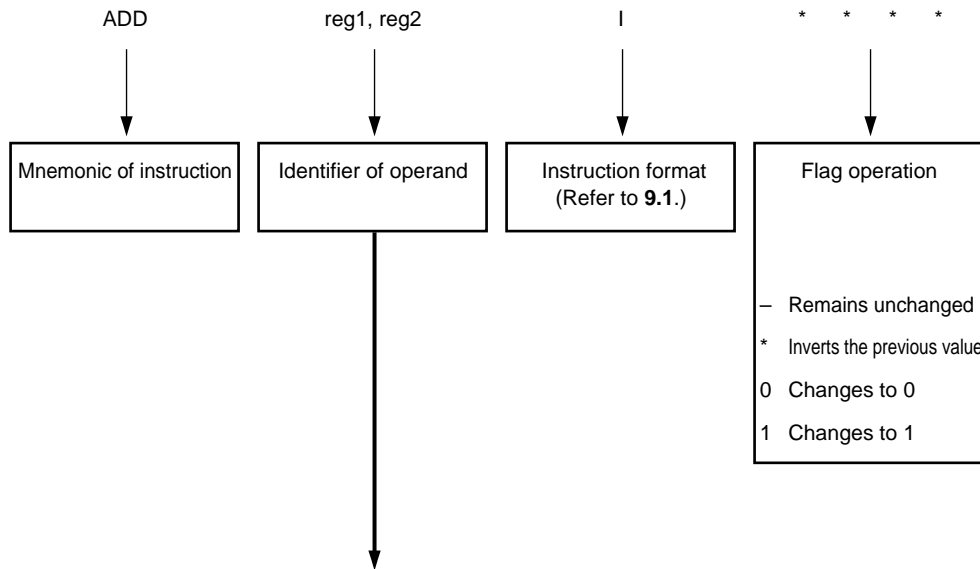 ADD reg1, reg2 I * * * *
Mnemonic of instruction
Identifier of operand
Instruction format
(Refer to 9.1.)
Flag operation
– Remains unchanged
* Inverts the previous value
0 Changes to 0
1 Changes to 1